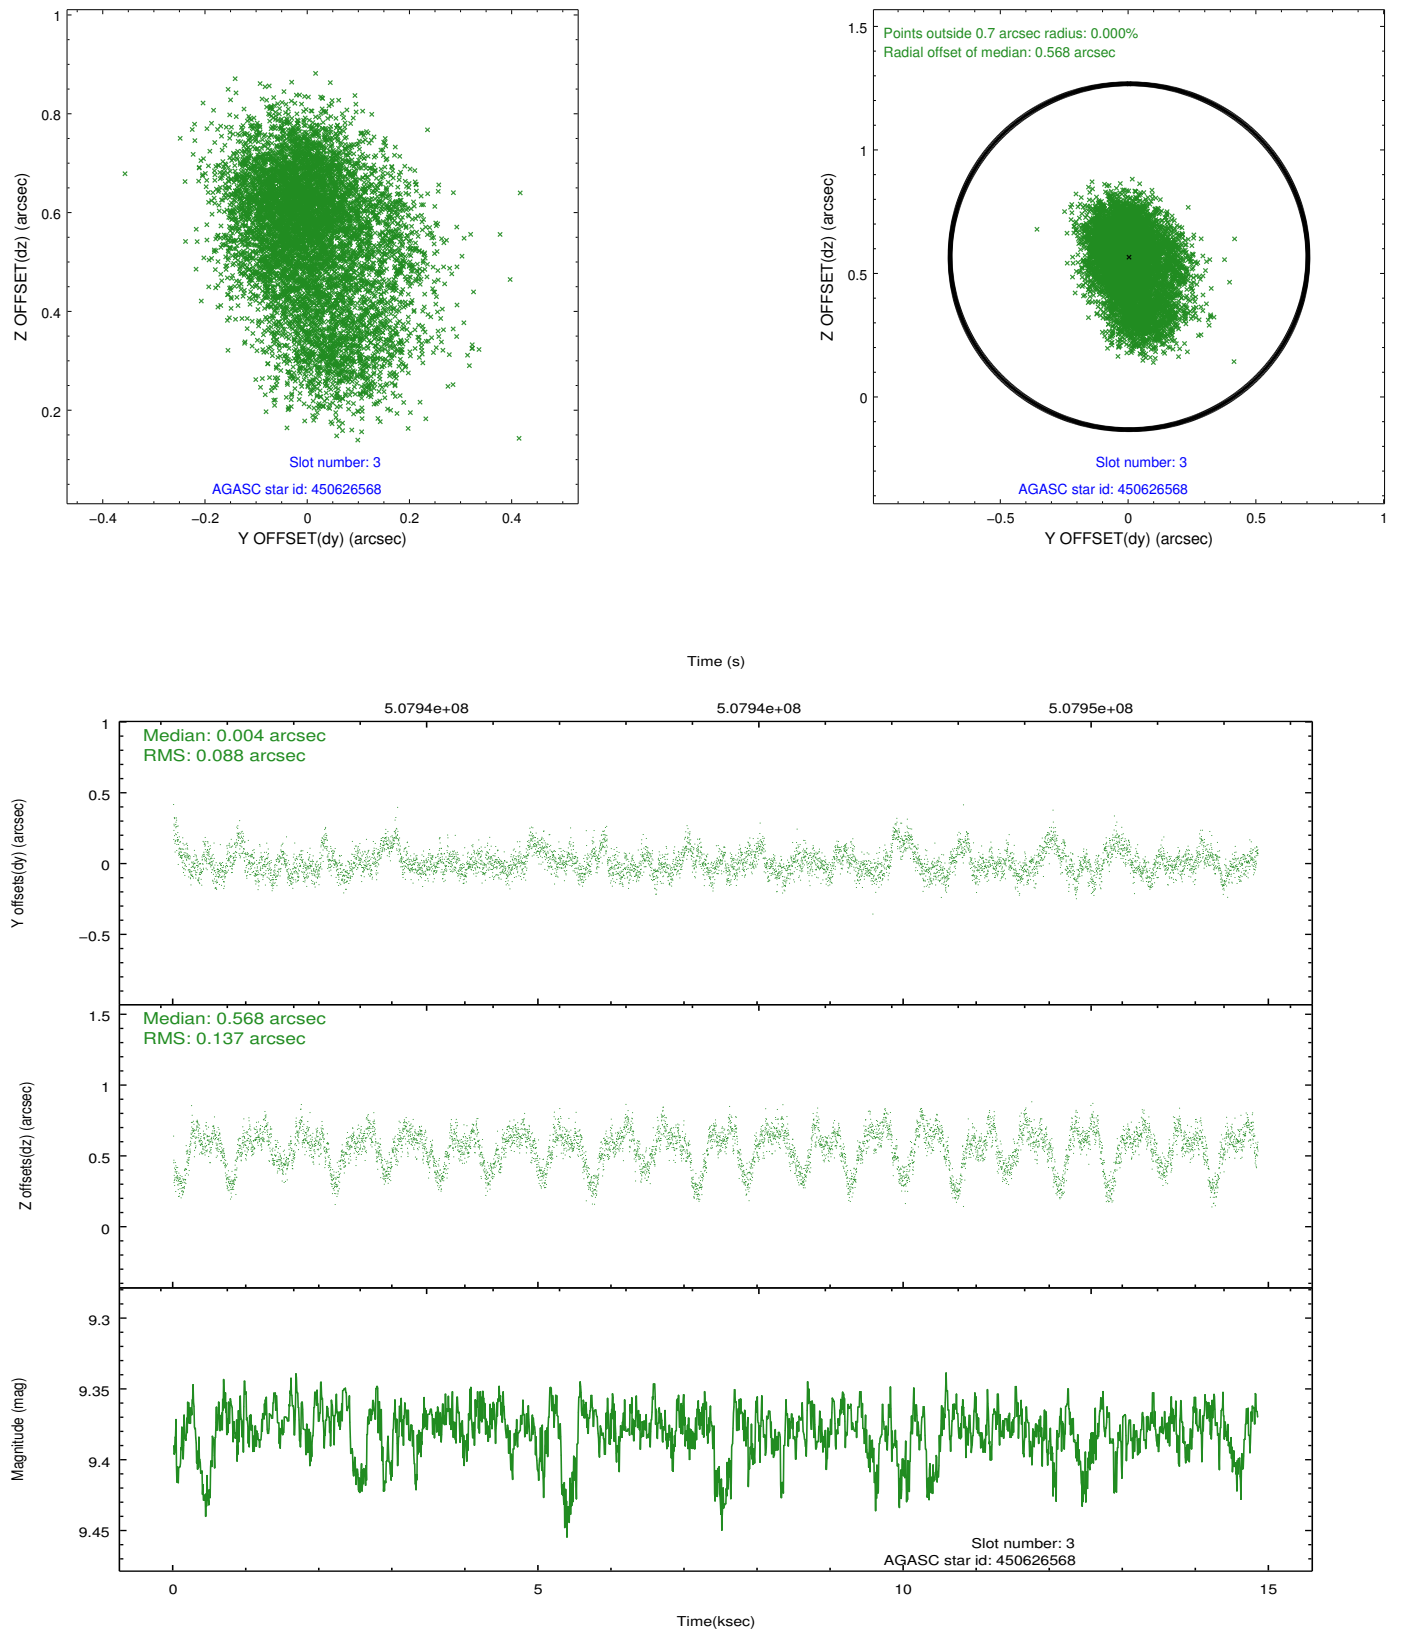 1
0.8
0.6
0.4
0.2
Z OFFSET(dz) (arcsec)
Slot number: 3
AGASC star id: 450626568
−0.4 −0.2 0 0.2 0.4
Y OFFSET(dy) (arcsec)
Points outside 0.7 arcsec radius: 0.000%
Radial offset of median: 0.568 arcsec
1.5
1
0.5
0
Z OFFSET(dz) (arcsec)
Slot number: 3
AGASC star id: 450626568
−0.5 0 0.5 1
Y OFFSET(dy) (arcsec)
Time (s)
5.0794e+08 5.0794e+08 5.0795e+08
Median: 0.004 arcsec
RMS: 0.088 arcsec
1
0.5
0
−0.5
Y offsets(dy) (arcsec)
Median: 0.568 arcsec
RMS: 0.137 arcsec
1.5
1
0.5
0
Z offsets(dz) (arcsec)
9.3
9.35
9.4
9.45
Magnitude (mag)
Slot number: 3
AGASC star id: 450626568
0 5 10 15
Time(ksec)